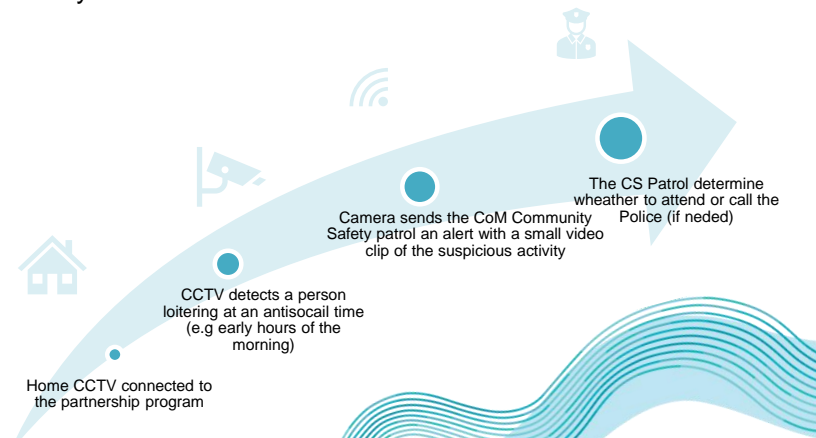 Home CCTV connected to
the partnership program
CCTV detects a person
loitering at an antisocail time
(e.g early hours of the
morning)
Camera sends the CoM Community
Safety patrol an alert with a small video
clip of the suspicious activity
The CS Patrol determine
wheather to attend or call the
Police (if neded)